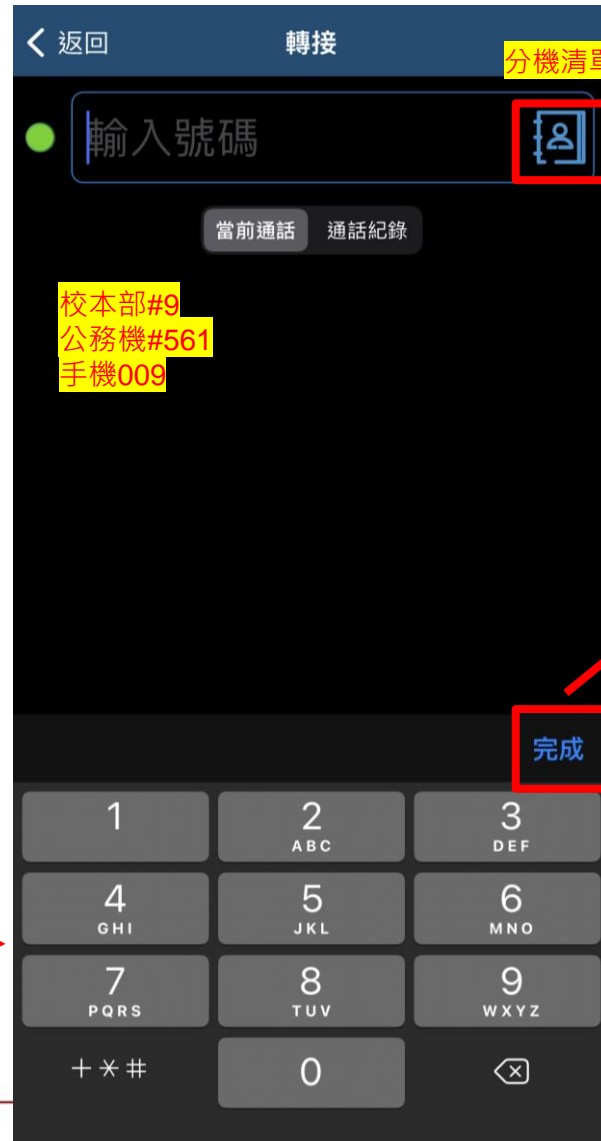 返回
轉接
分機清單
輸入號碼
當前通話 通話紀錄
校本部#9
公務機#561
手機009
完成
1 2 3
ABC DEF
4 5 6
GHI JKL MNO
7 8 9
PQRS TUV WXYZ
+*# 0